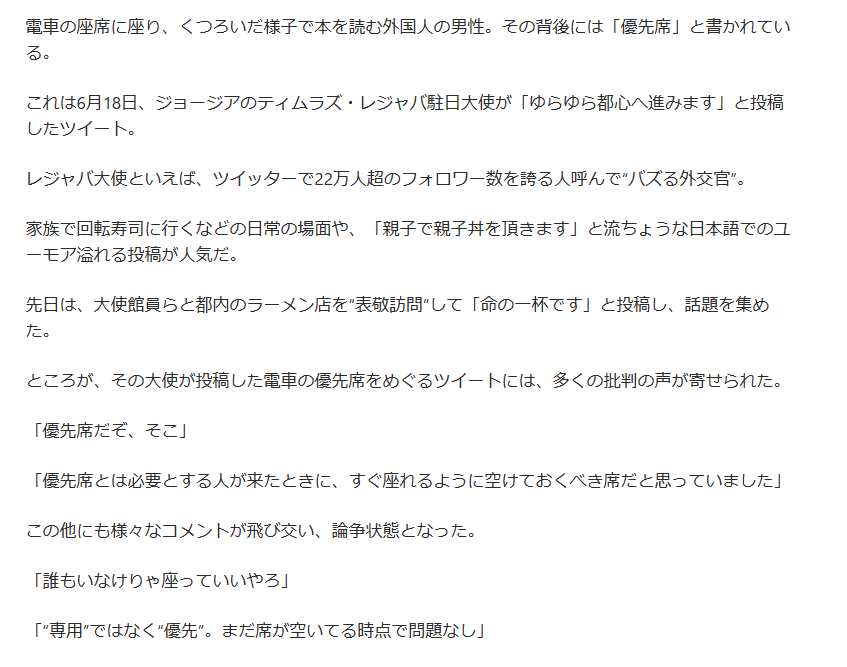 電車の座席に座り、くつろいだ様子で本を読む外国人の男性。その背後には「優先席」と書かれてい
る。
これは6月18日、ジョージアのティムラズ・レジャバ駐日大使が「ゆらゆら都心へ進みます」と投稿
したツイート。
レジャバ大使といえば、ツイッターで22万人超のフォロワー数を誇る人呼んで“バズる外交官”。
家族で回転寿司に行くなどの日常の場面や、「親子で親子丼を頂きます」と流ちょうな日本語でのユ
ーモア溢れる投稿が人気だ。
先日は、大使館員らと都内のラーメン店を“表敬訪問”して「命の一杯です」と投稿し、話題を集め
た。
ところが、その大使が投稿した電車の優先席をめぐるツイートには、多くの批判の声が寄せられた。
「優先席だぞ、そこ」
「優先席とは必要とする人が来たときに、すぐ座れるように空けておくべき席だと思っていました」
この他にも様々なコメントが飛び交い、論争状態となった。
「誰もいなけりゃ座っていいやろ」
「“専用”ではなく“優先”。まだ席が空いてる時点で問題なし」